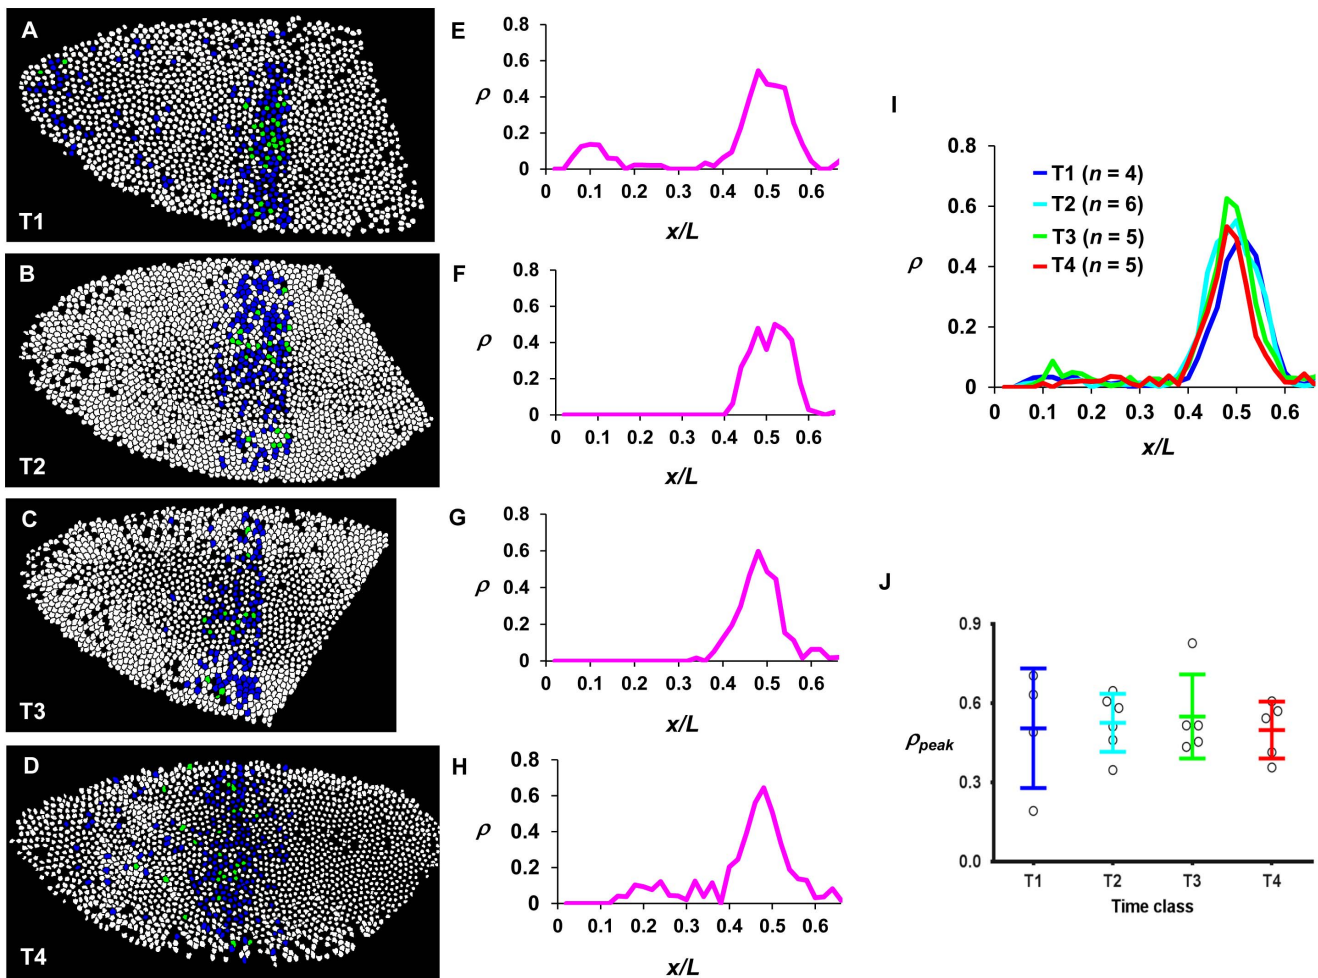 A
T1
B
T2
C
T3
D
T4
E
0.8
0.6
0.4
0.2
0
ρ
0 0.1 0.2 0.3 0.4 0.5 0.6
x/L
F
0.8
0.6
0.4
0.2
0
ρ
0 0.1 0.2 0.3 0.4 0.5 0.6
x/L
G
0.8
0.6
0.4
0.2
0
ρ
0 0.1 0.2 0.3 0.4 0.5 0.6
x/L
H
0.8
0.6
0.4
0.2
0
ρ
0 0.1 0.2 0.3 0.4 0.5 0.6
x/L
I
0.8
0.6
0.4
0.2
0
ρ
T1 (n = 4)
T2 (n = 6)
T3 (n = 5)
T4 (n = 5)
0 0.1 0.2 0.3 0.4 0.5 0.6
x/L
J
0.9
0.6
0.3
0.0
ρpeak
T1 T2 T3 T4
Time class